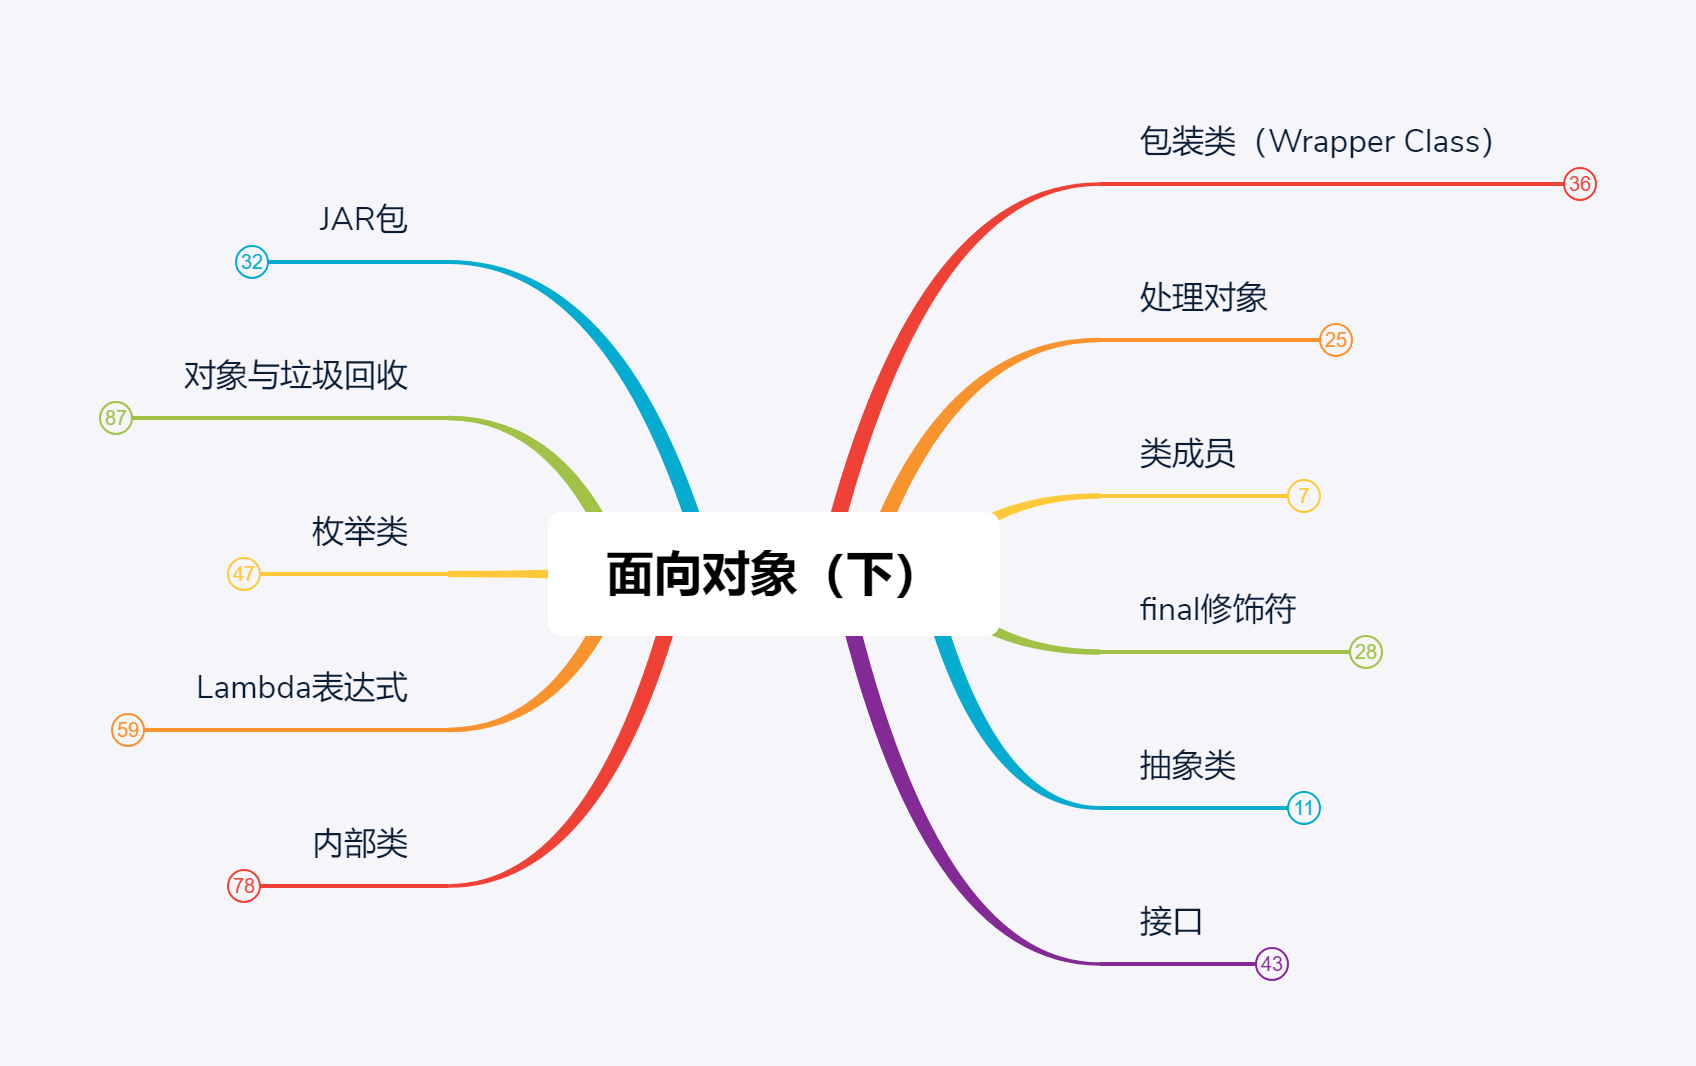 面向对象（下）
包装类（Wrapper Class）
36
处理对象
25
类成员
7
final修饰符
28
抽象类
11
接口
43
JAR包
32
对象与垃圾回收
87
枚举类
47
Lambda表达式
59
内部类
78